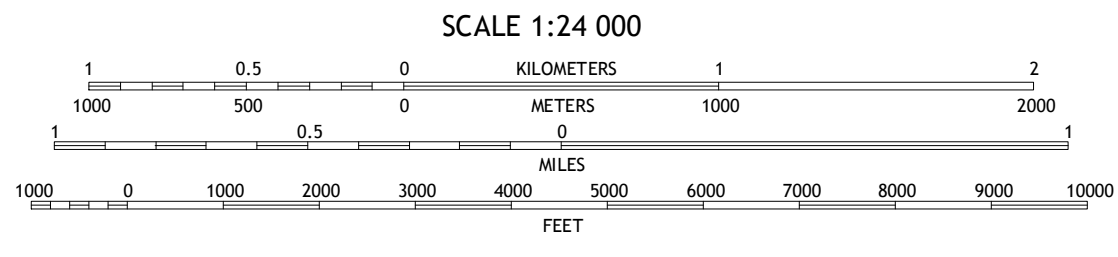 SCALE 1:24 000
1 0.5 0 KILOMETERS 1 2
1000 500 0 METERS 1000 2000
1 0.5 0 1
MILES
1000 0 1000 2000 3000 4000 5000 6000 7000 8000 9000 10000
FEET